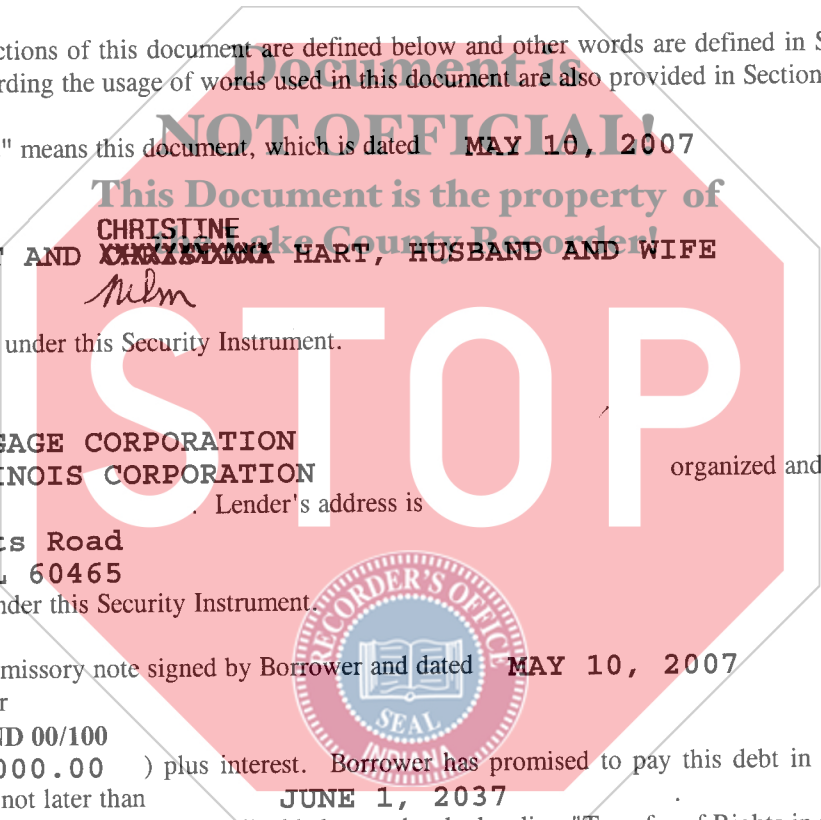 ctions of this document are defined below and other words are defined in S
rding the usage of words used in this document are also provided in Section
Document is
NOT OFFICIAL!
This Document is the property of
the Lake County Recorder!
" means this document, which is dated MAY 10, 2007
CHRISTINE
AND HART, HUSBAND AND WIFE
under this Security Instrument.
STOP
GAGE CORPORATION
INOIS CORPORATION organized and
. Lender's address is
ts Road
L 60465
nder this Security Instrument.
RECORDER'S OFFICE
SEAL
INDIANA
missory note signed by Borrower and dated MAY 10, 2007
r
ND 00/100
000.00 ) plus interest. Borrower has promised to pay this debt in
not later than JUNE 1, 2037